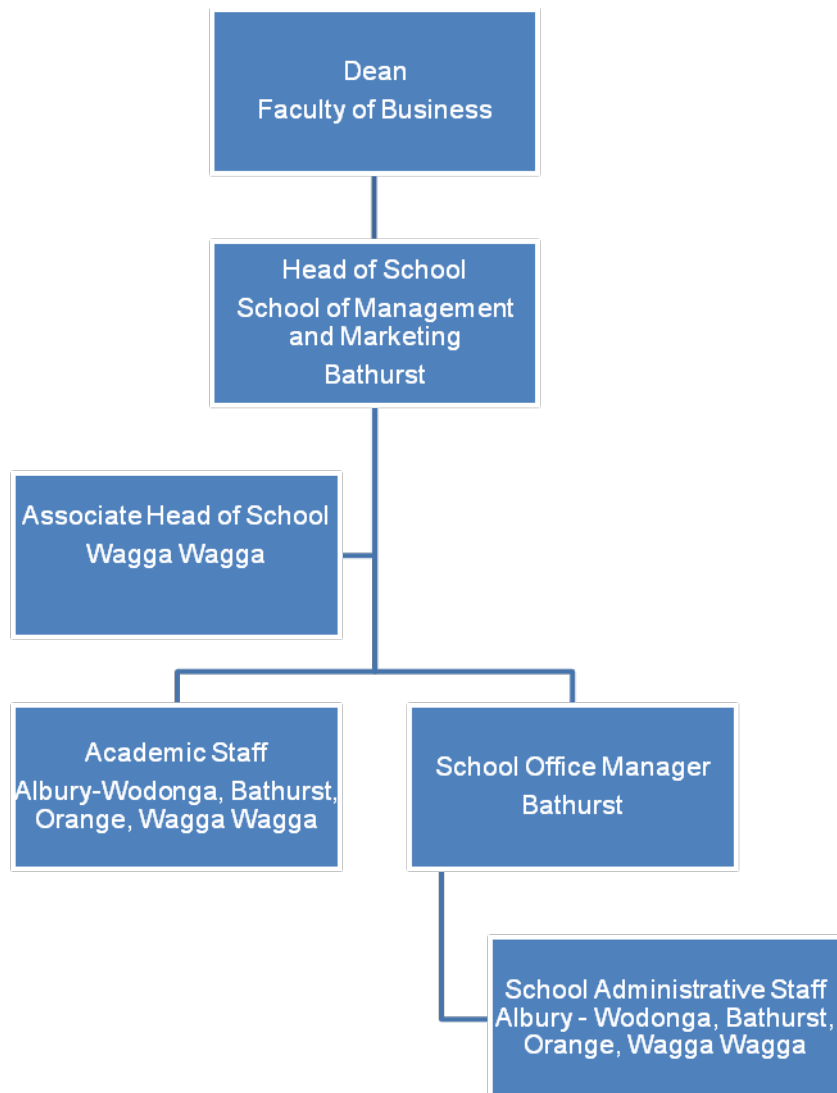 Dean
Faculty of Business
Head of School
School of Management
and Marketing
Bathurst
Associate Head of School
Wagga Wagga
Academic Staff
Albury-Wodonga, Bathurst,
Orange, Wagga Wagga
School Office Manager
Bathurst
School Administrative Staff
Albury - Wodonga, Bathurst,
Orange, Wagga Wagga